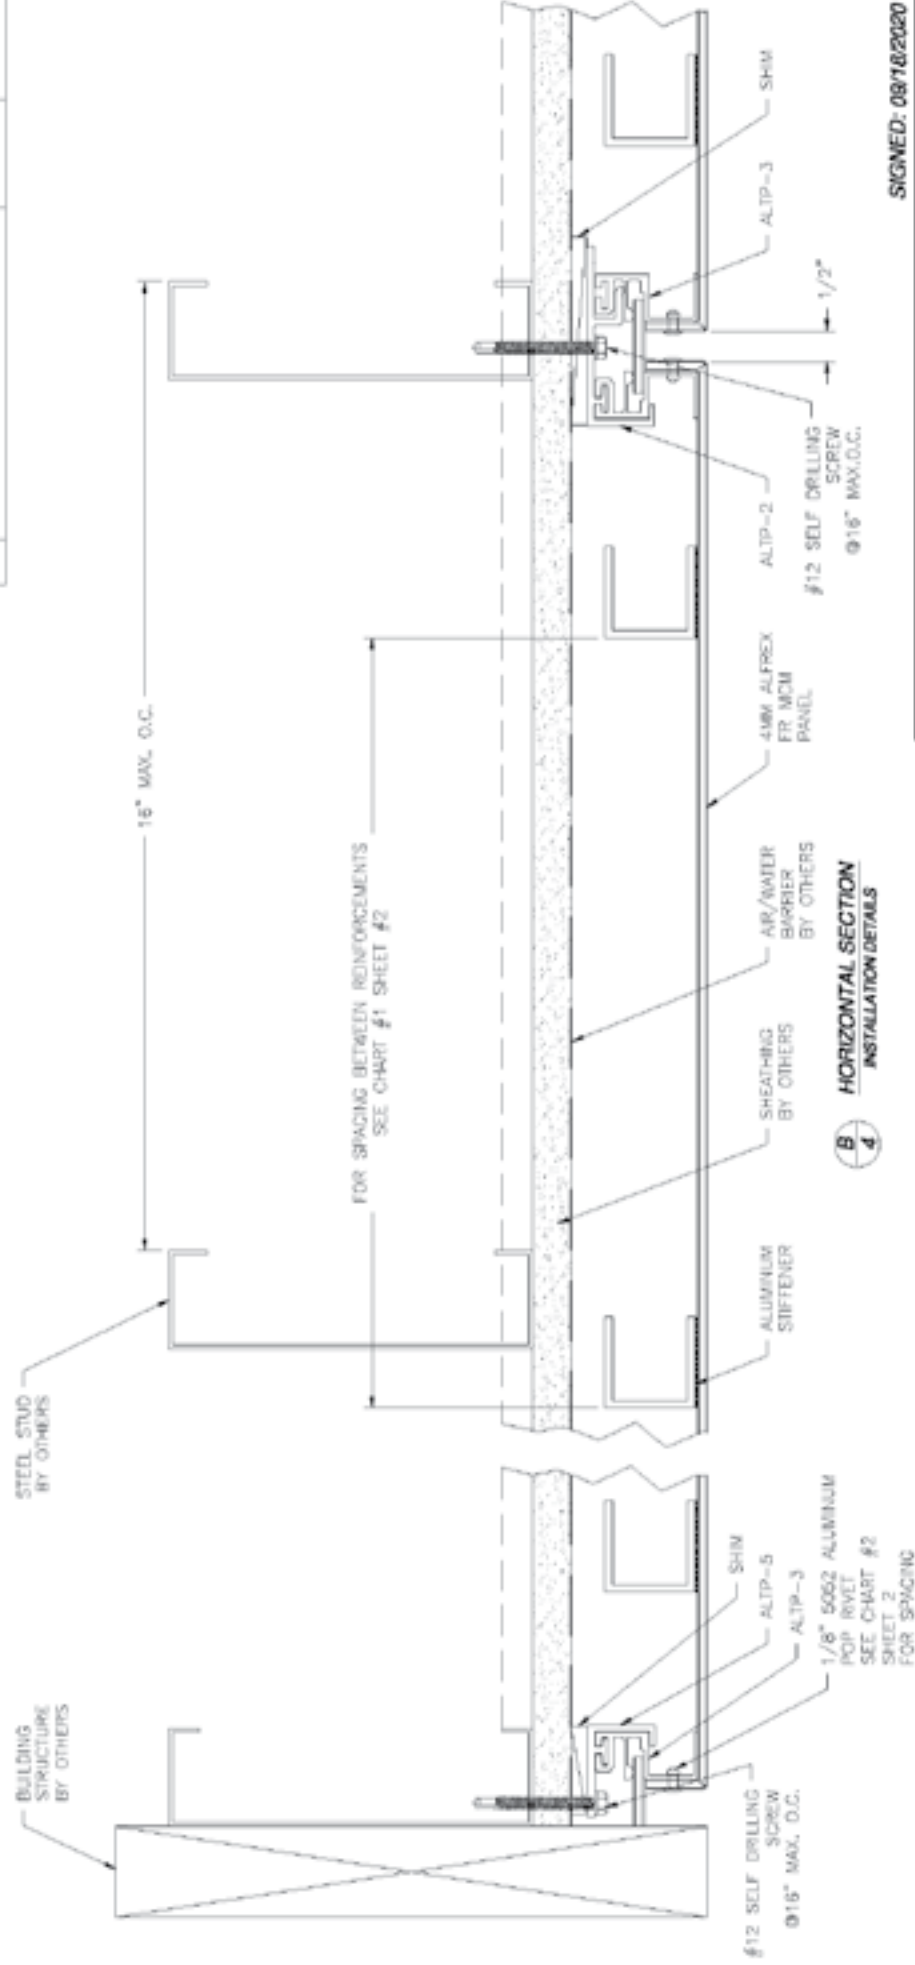 BUILDING
STRUCTURE
BY OTHERS
STEEL STUD
BY OTHERS
16" MAX. O.C.
FOR SPACING BETWEEN REINFORCEMENTS
SEE CHART #1 SHEET #2
#12 SELF DRILLING
SCREW
@16" MAX. O.C.
SHIM
ALTP-5
ALTP-3
1/8" 5052 ALUMINUM
POP RIVET
SEE CHART #2
SHEET 2
FOR SPACING
ALUMINUM
STIFFENER
SHEATHING
BY OTHERS
AIR/WATER
BARRIER
BY OTHERS
4MM ALFREX
FR MCM
PANEL
ALTP-2
#12 SELF DRILLING
SCREW
@16" MAX.O.C.
1/2"
ALTP-3
SHIM
B
4
HORIZONTAL SECTION
INSTALLATION DETAILS
SIGNED: 09/18/2020